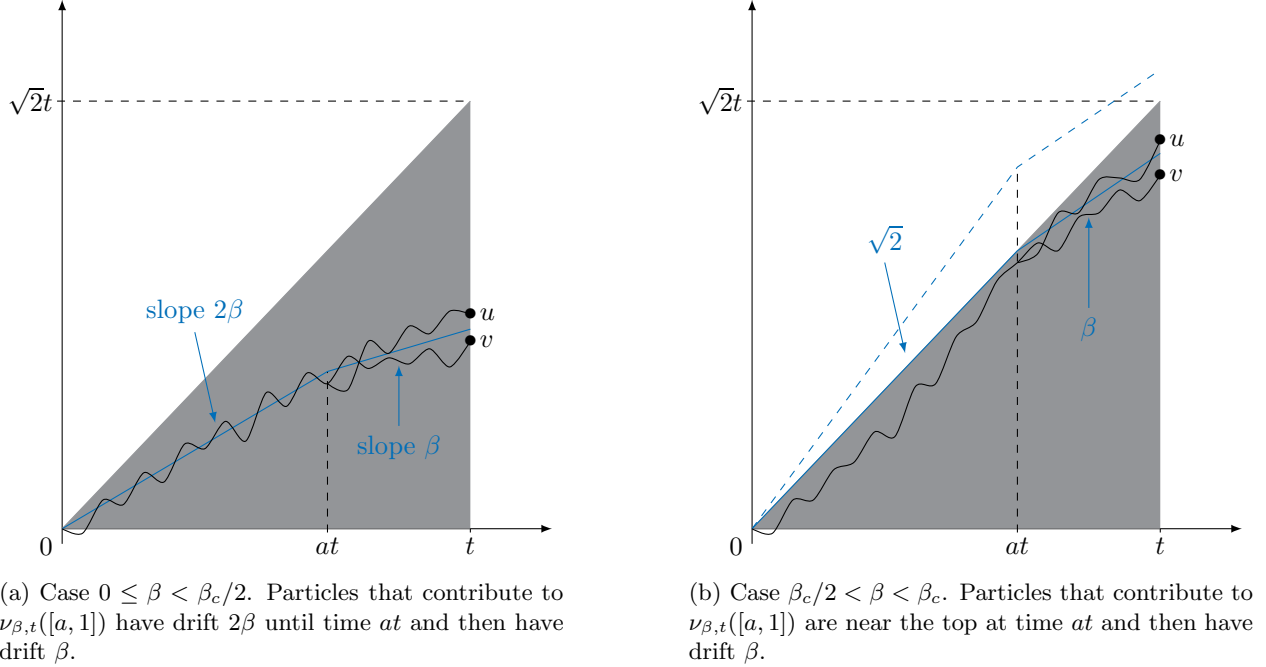 √2t
slope 2β
u
v
slope β
0
at
t
√2t
u
v
√2
β
0
at
t
(a) Case 0 ≤ β < β_c/2. Particles that contribute to
ν_{β,t}([a, 1]) have drift 2β until time at and then have
drift β.
(b) Case β_c/2 < β < β_c. Particles that contribute to
ν_{β,t}([a, 1]) are near the top at time at and then have
drift β.